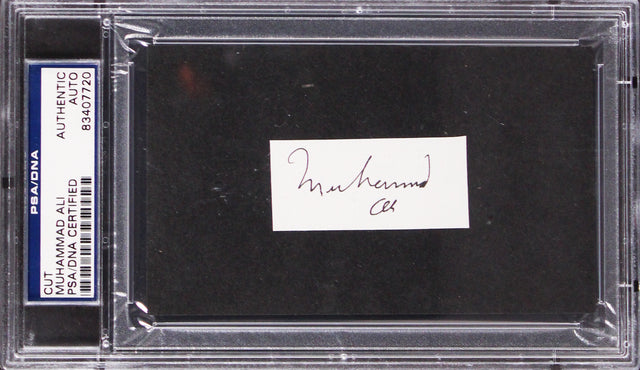 PSA/DNA
CUT
MUHAMMAD ALI
PSA/DNA CERTIFIED
AUTHENTIC
AUTO
83407720
Muhammad
Ali